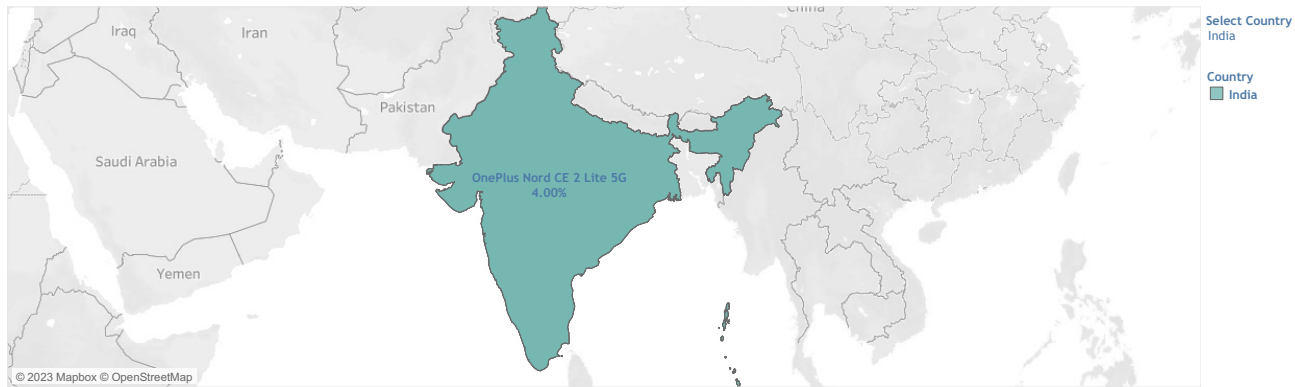 China
Select Country
India
Iraq
Iran
Country
India
Pakistan
Saudi Arabia
OnePlus Nord CE 2 Lite 5G
4.00%
Yemen
© 2023 Mapbox © OpenStreetMap